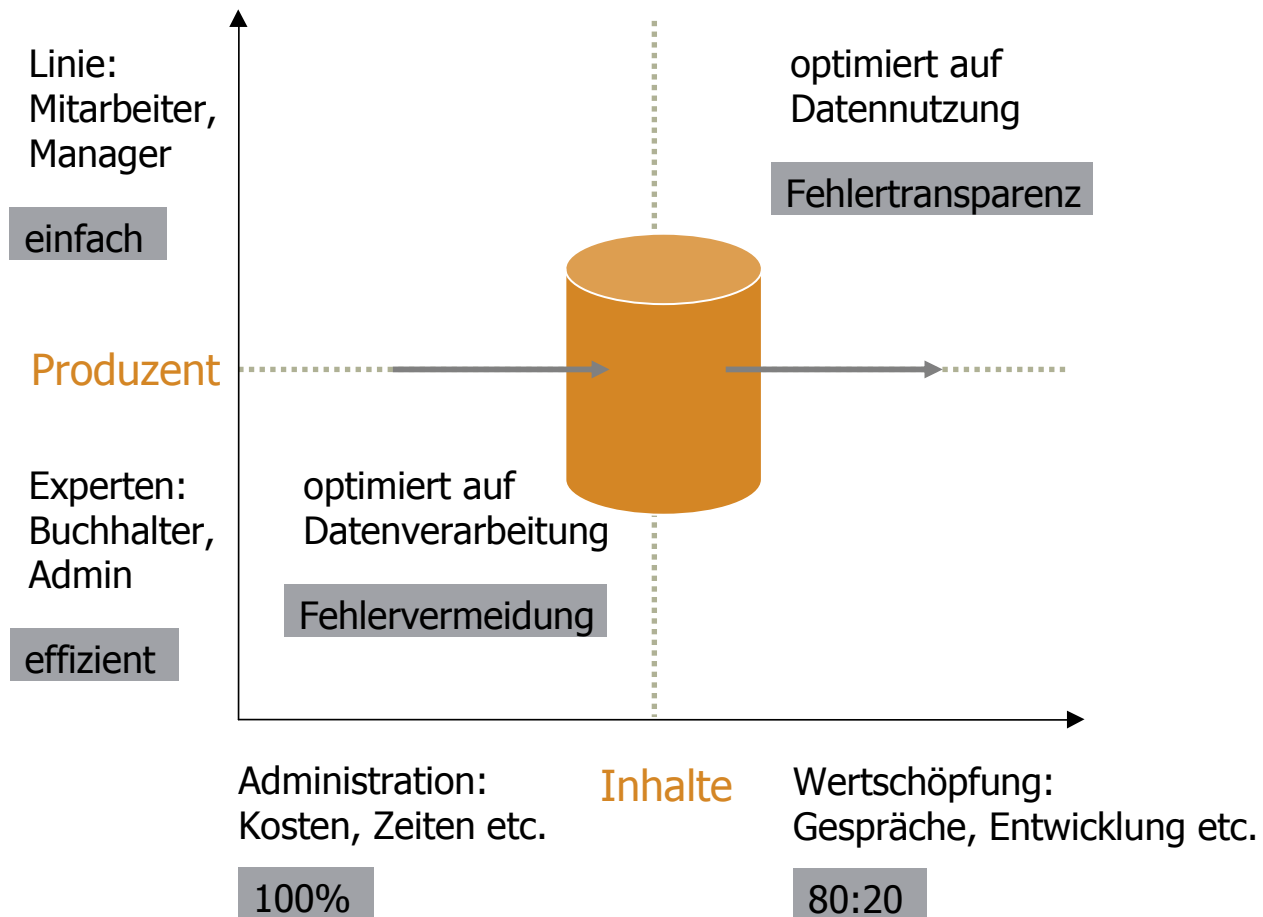 Linie:
Mitarbeiter,
Manager
einfach
optimiert auf
Datennutzung
Fehlertransparenz
Produzent
Experten:
Buchhalter,
Admin
effizient
optimiert auf
Datenverarbeitung
Fehlervermeidung
Administration:
Kosten, Zeiten etc.
100%
Inhalte
Wertschöpfung:
Gespräche, Entwicklung etc.
80:20